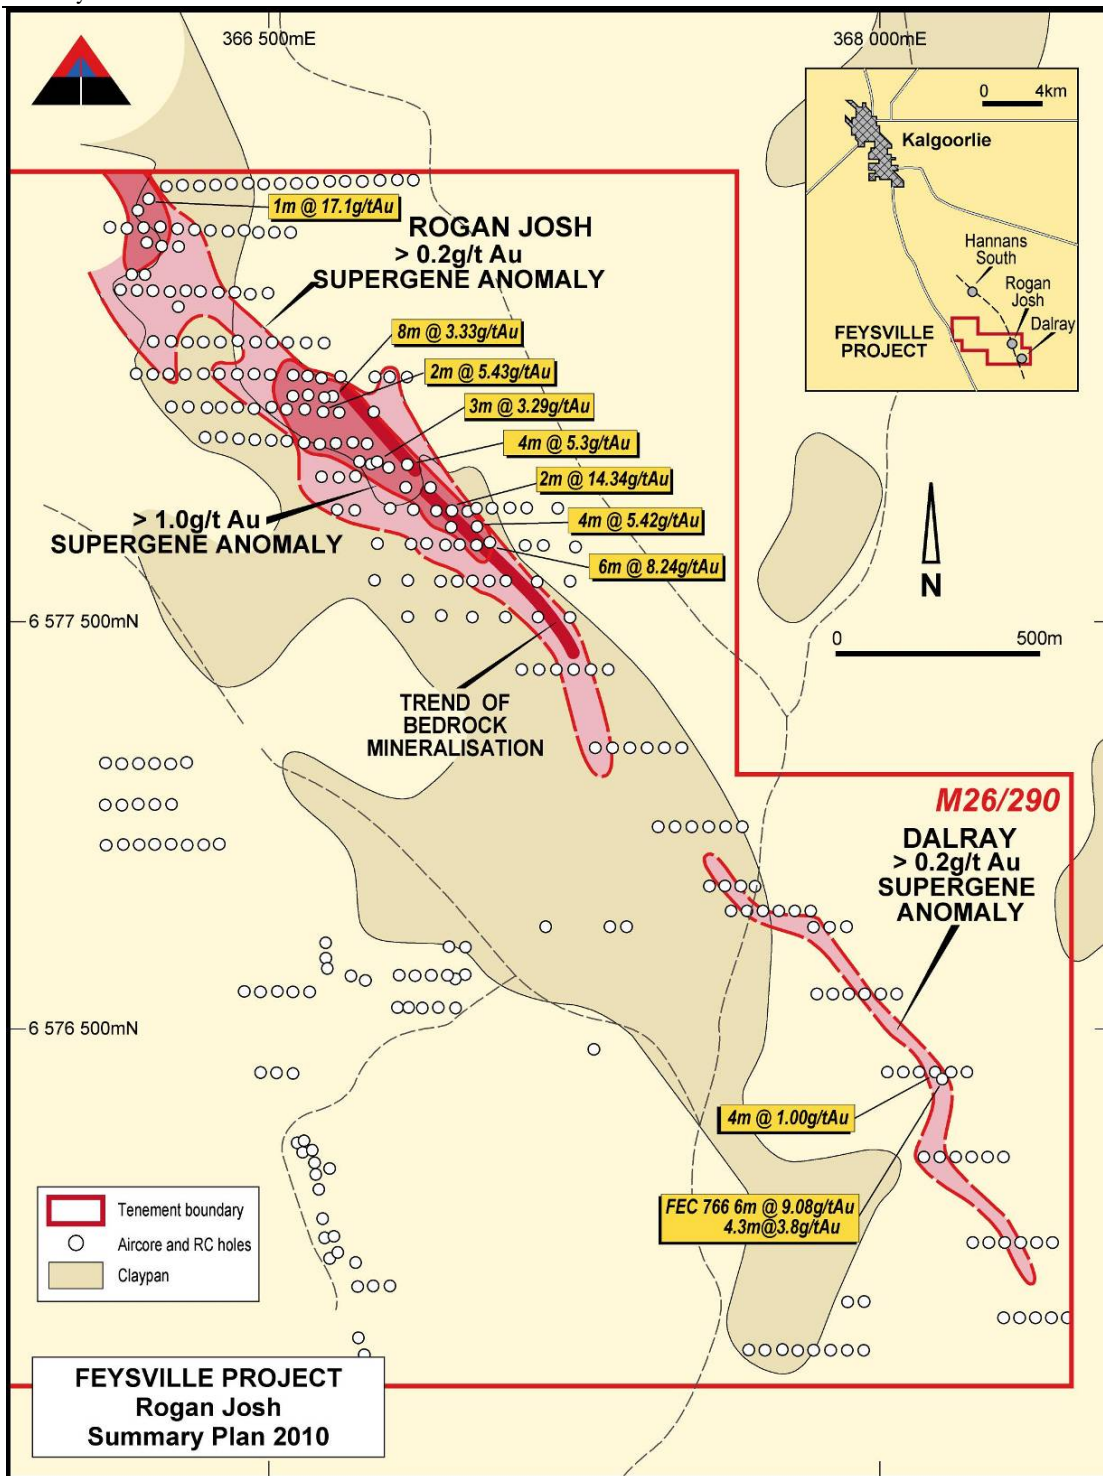 366 500mE
368 000mE
0 4km
Kalgoorlie
Hannans
South
Rogan
Josh
Dalray
FEYSVILLE
PROJECT
1m @ 17.1g/tAu
ROGAN JOSH
> 0.2g/t Au
SUPERGENE ANOMALY
8m @ 3.33g/tAu
2m @ 5.43g/tAu
3m @ 3.29g/tAu
4m @ 5.3g/tAu
2m @ 14.34g/tAu
4m @ 5.42g/tAu
6m @ 8.24g/tAu
> 1.0g/t Au
SUPERGENE ANOMALY
N
0 500m
6 577 500mN
TREND OF
BEDROCK
MINERALISATION
M26/290
DALRAY
> 0.2g/t Au
SUPERGENE
ANOMALY
6 576 500mN
4m @ 1.00g/tAu
FEC 766 6m @ 9.08g/tAu
4.3m@3.8g/tAu
Tenement boundary
Aircore and RC holes
Claypan
FEYSVILLE PROJECT
Rogan Josh
Summary Plan 2010